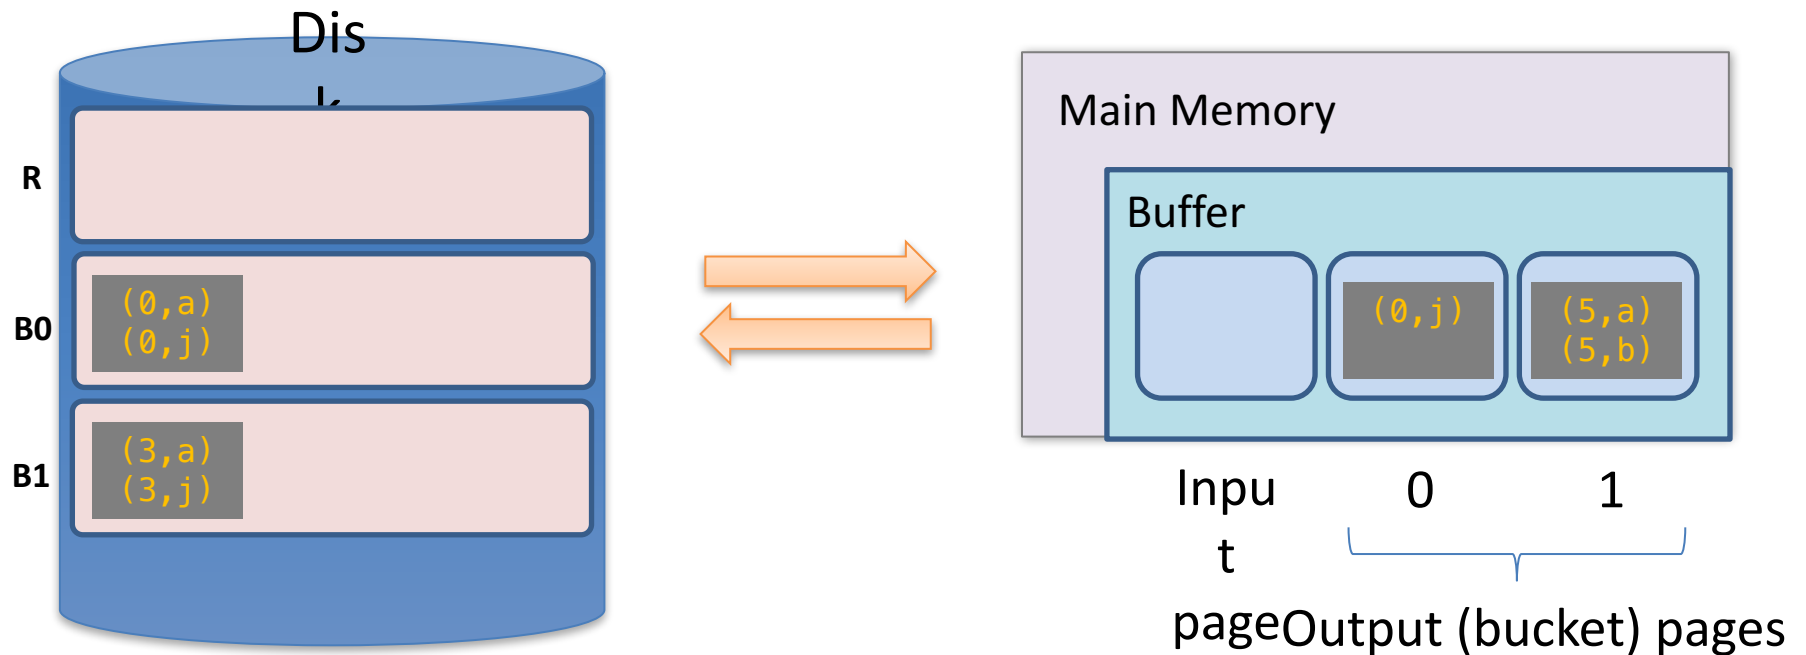 Dis
k
R
B0
(0,a)
(0,j)
B1
(3,a)
(3,j)
Main Memory
Buffer
(0,j)
(5,a)
(5,b)
Inpu
t
page
0
1
Output (bucket) pages